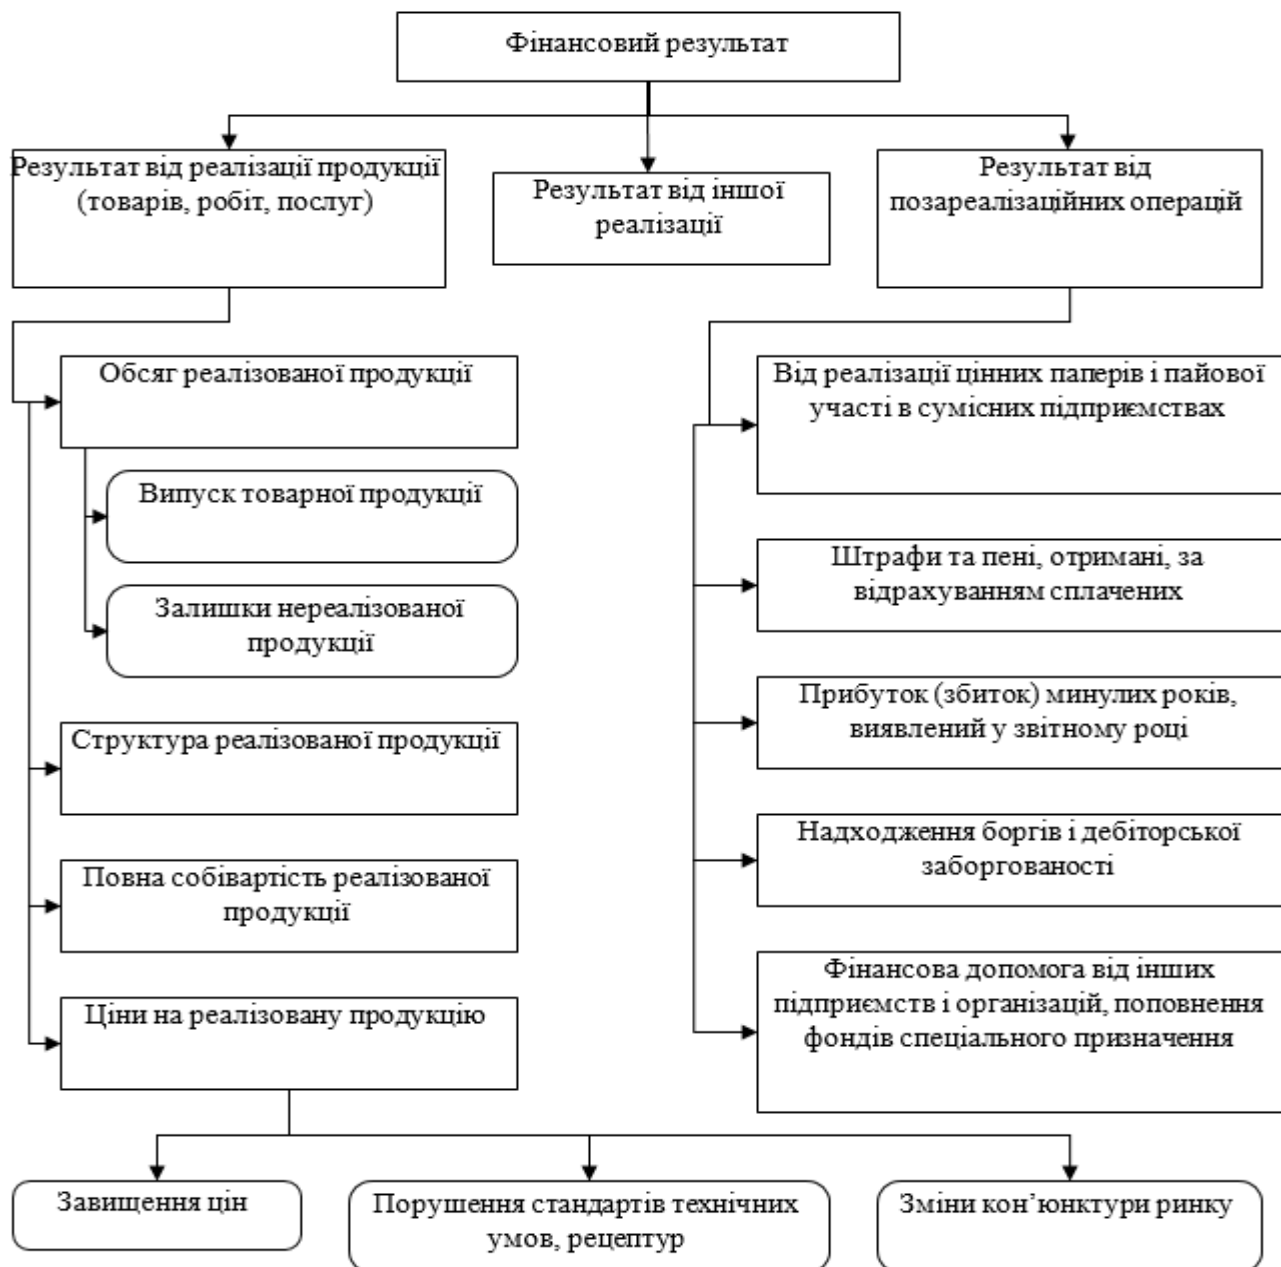 Фінансовий результат
Результат від реалізації продукції
(товарів, робіт, послуг)
Результат від іншої
реалізації
Результат від
позареалізаційних операцій
Обсяг реалізованої продукції
Випуск товарної продукції
Залишки нереалізованої
продукції
Структура реалізованої продукції
Повна собівартість реалізованої
продукції
Ціни на реалізовану продукцію
Від реалізації цінних паперів і пайової
участі в сумісних підприємствах
Штрафи та пені, отримані, за
відрахуванням сплачених
Прибуток (збиток) минулих років,
виявлений у звітному році
Надходження боргів і дебіторської
заборгованості
Фінансова допомога від інших
підприємств і організацій, поповнення
фондів спеціального призначення
Завищення цін
Порушення стандартів технічних
умов, рецептур
Зміни кон’юнктури ринку